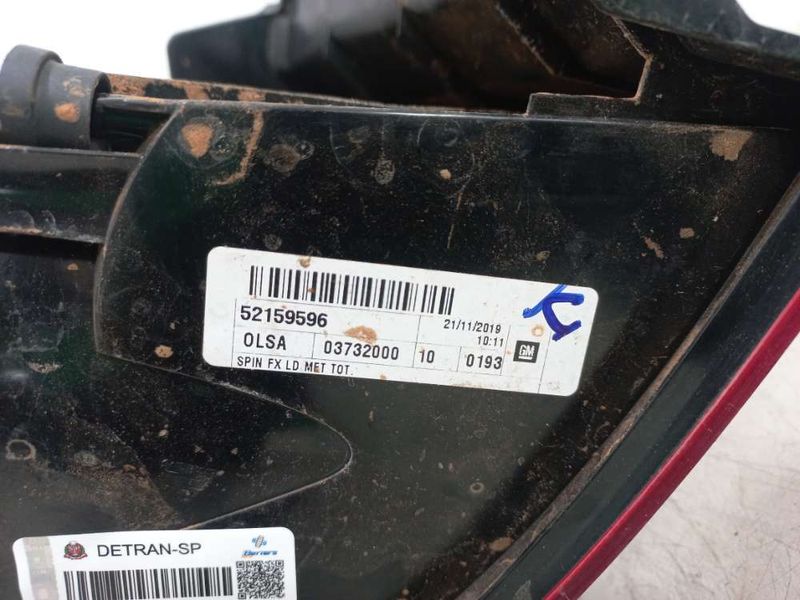 52159596
21/11/2019
10:11
OLSA 03732000 10 0193 GM
SPIN FX LD MET TOT.
DETRAN-SP